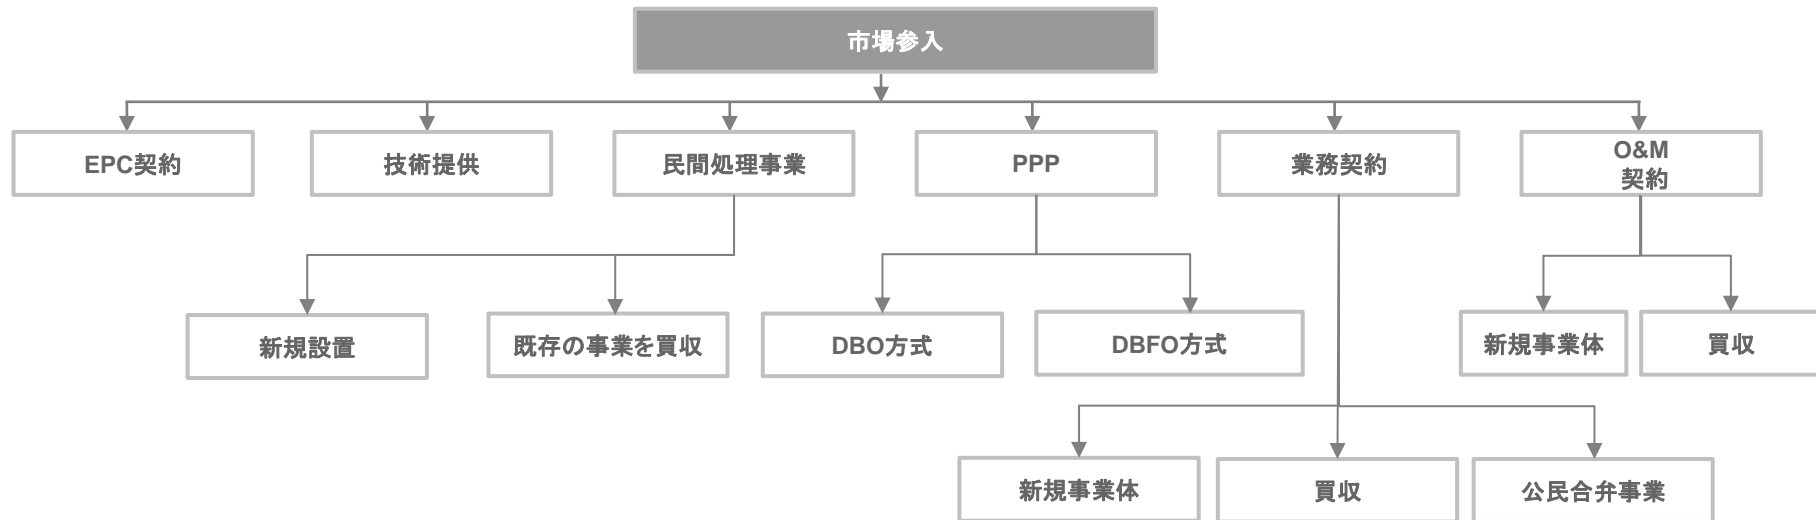 市場参入
EPC契約
技術提供
民間処理事業
PPP
業務契約
O&M
契約
新規設置
既存の事業を買収
DBO方式
DBFO方式
新規事業体
買収
新規事業体
買収
公民合弁事業